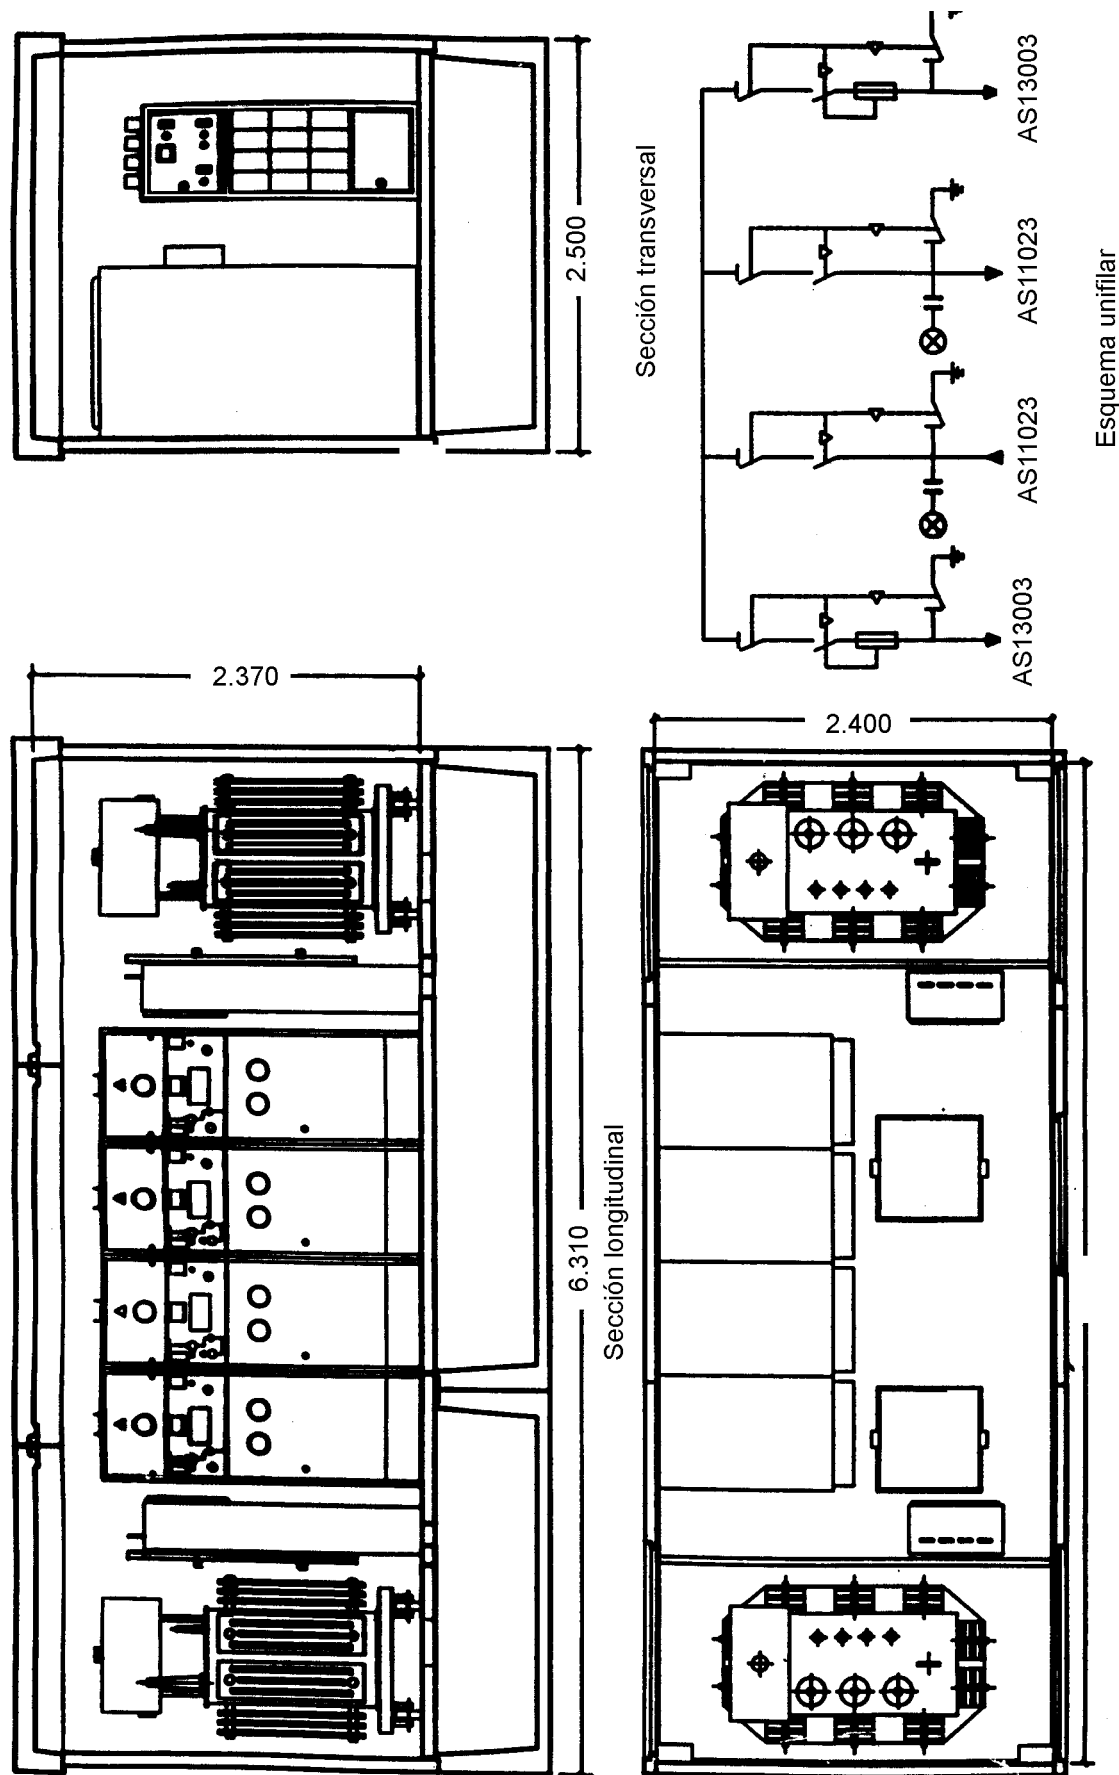 2.500
Sección transversal
AS13003
AS11023
AS11023
AS13003
Esquema unifilar
2.370
6.310
Sección longitudinal
2.400